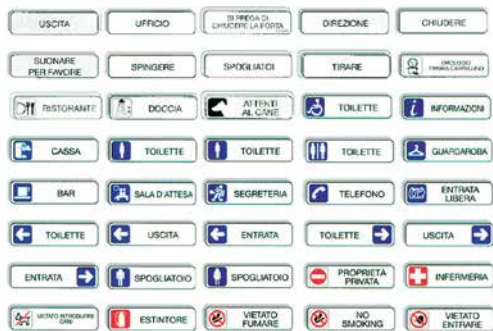 USCITA
UFFICIO
SI PREGA DI
CHIUDERE LA PORTA
DIREZIONE
CHIUDERE
SUONARE
PER FAVORE
SPINGERE
SPOGLIATOI
TIRARE
OROLOGIO
TIMBRA CARTELLINO
RISTORANTE
DOCCIA
ATTENTI
AL CANE
TOILETTE
i INFORMAZIONI
CASSA
TOILETTE
TOILETTE
TOILETTE
GUARDAROBA
BAR
SALA D'ATTESA
SEGRETERIA
TELEFONO
ENTRATA
LIBERA
TOILETTE
USCITA
ENTRATA
TOILETTE
USCITA
ENTRATA
SPOGLIATOIO
SPOGLIATOIO
PROPRIETÀ
PRIVATA
INFERMERIA
VIETATO INTRODURRE
CANI
ESTINTORE
VIETATO
FUMARE
NO
SMOKING
VIETATO
ENTRARE